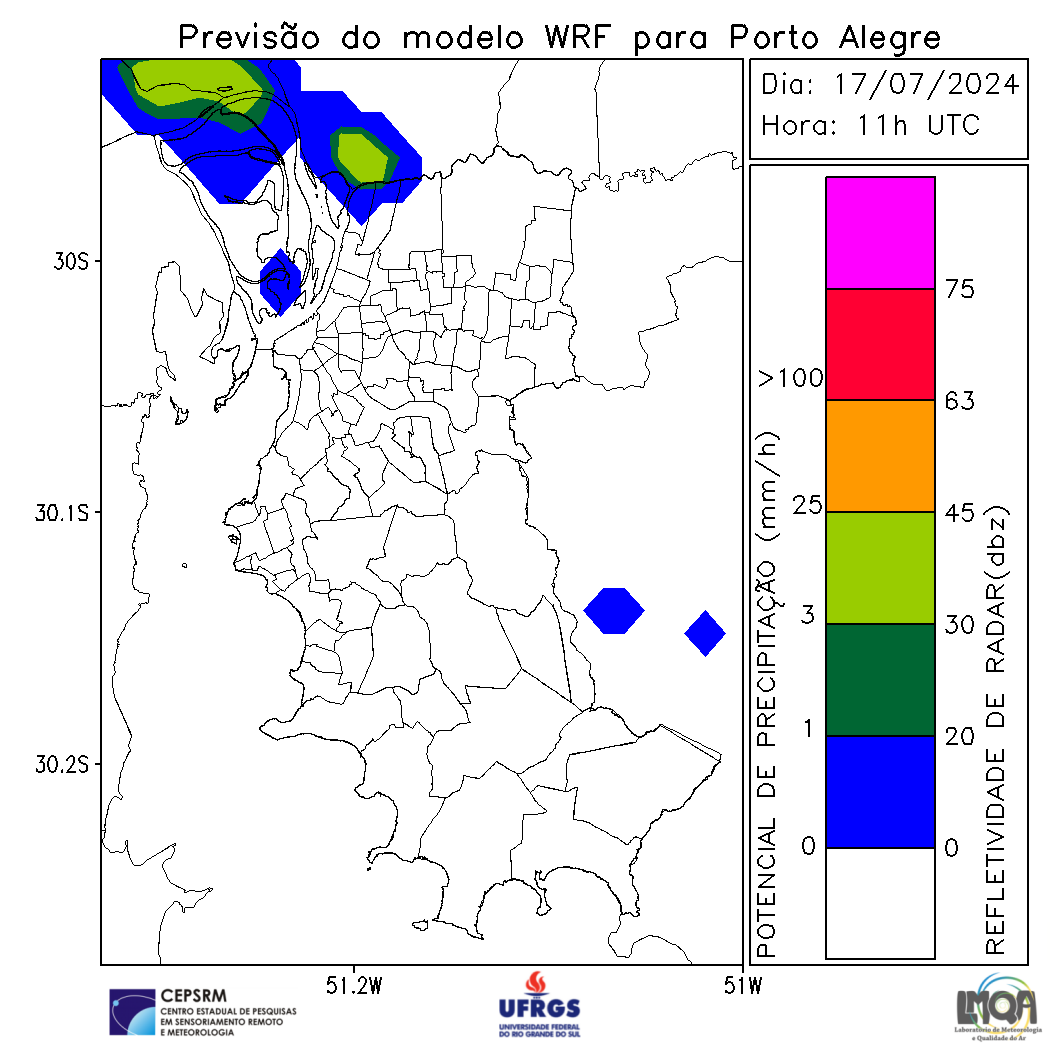 Previsão do modelo WRF para Porto Alegre
Dia: 17/07/2024
Hora: 11h UTC
30S
30.1S
30.2S
51.2W
51W
POTENCIAL DE PRECIPITAÇÃO (mm/h)
>100
25
3
1
0
75
63
45
30
20
0
REFLETIVIDADE DE RADAR(dbz)
CEPSRM
CENTRO ESTADUAL DE PESQUISAS
EM SENSORIAMENTO REMOTO
E METEOROLOGIA
UFRGS
UNIVERSIDADE FEDERAL
DO RIO GRANDE DO SUL
LMQA
Laboratório de Meteorologia
e Qualidade do Ar